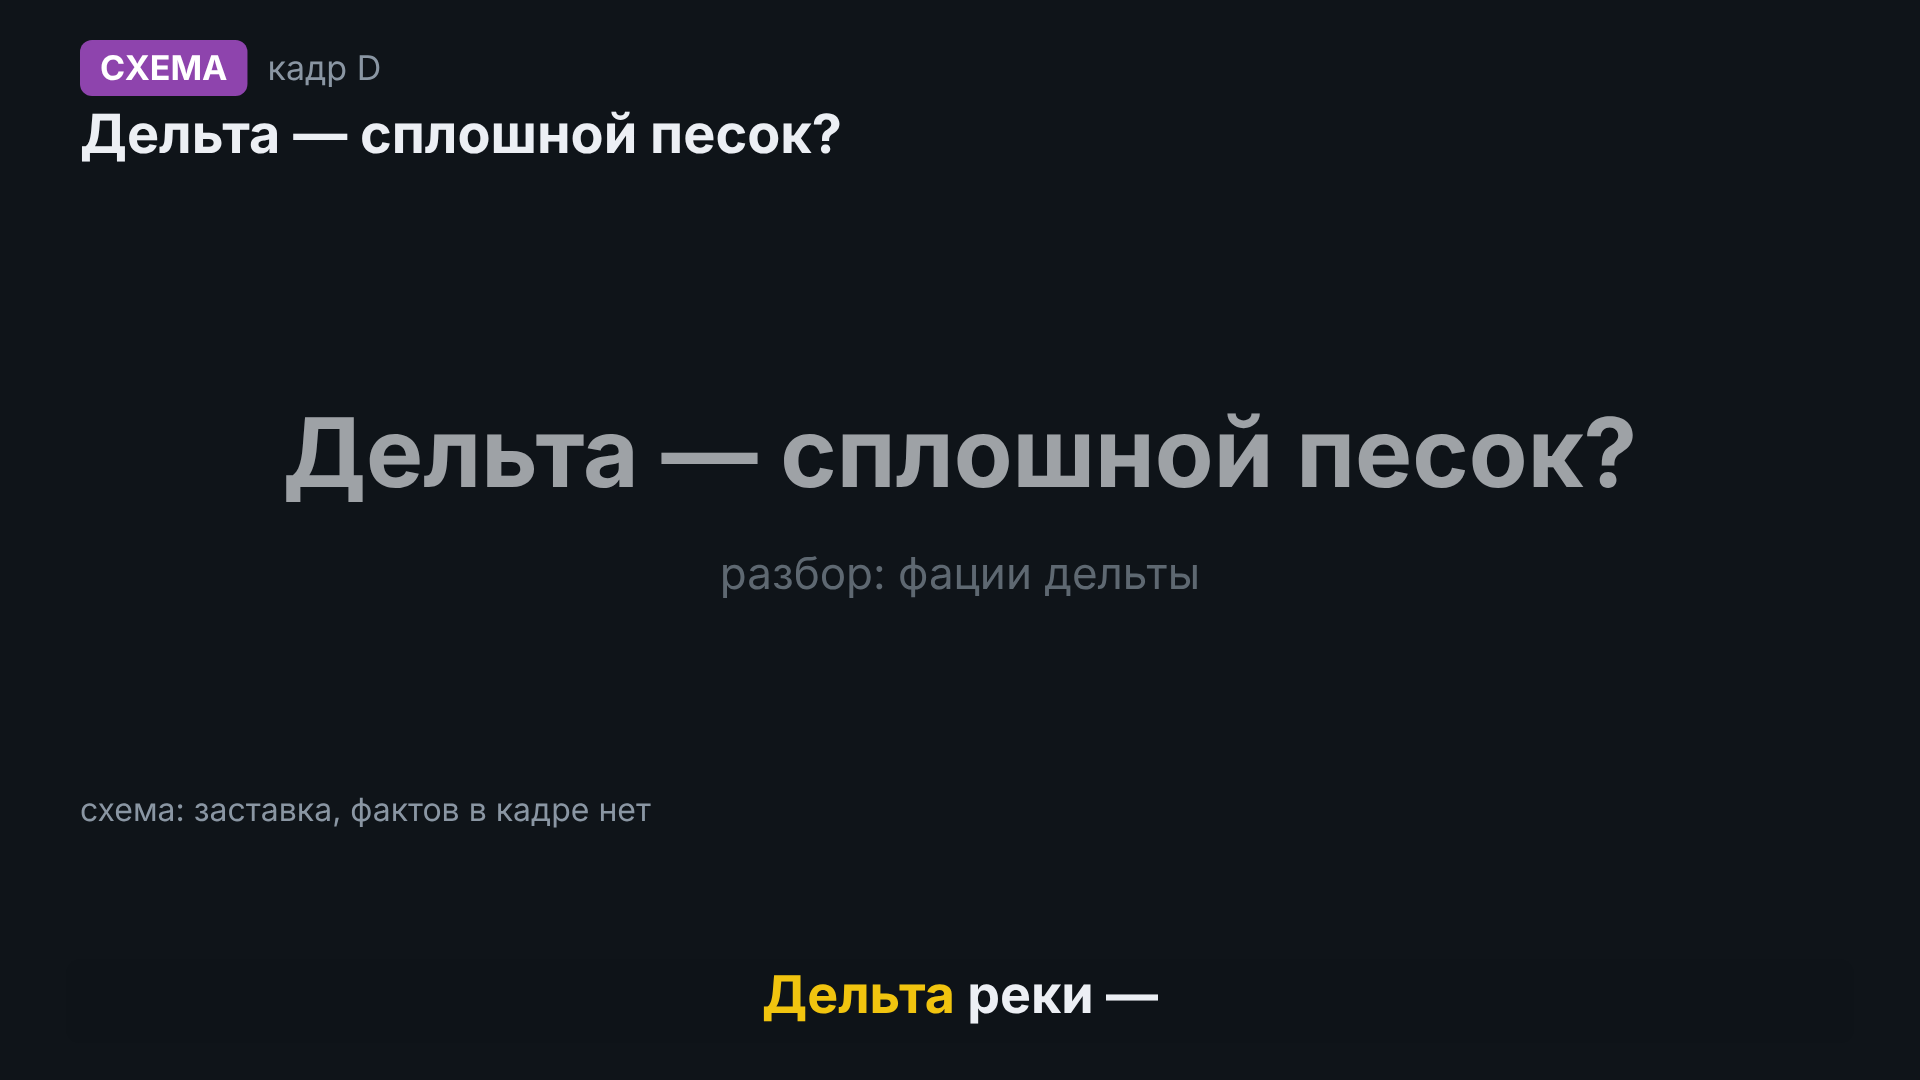 СХЕМА кадр D
Дельта — сплошной песок?
Дельта — сплошной песок?
разбор: фации дельты
схема: заставка, фактов в кадре нет
Дельта реки —